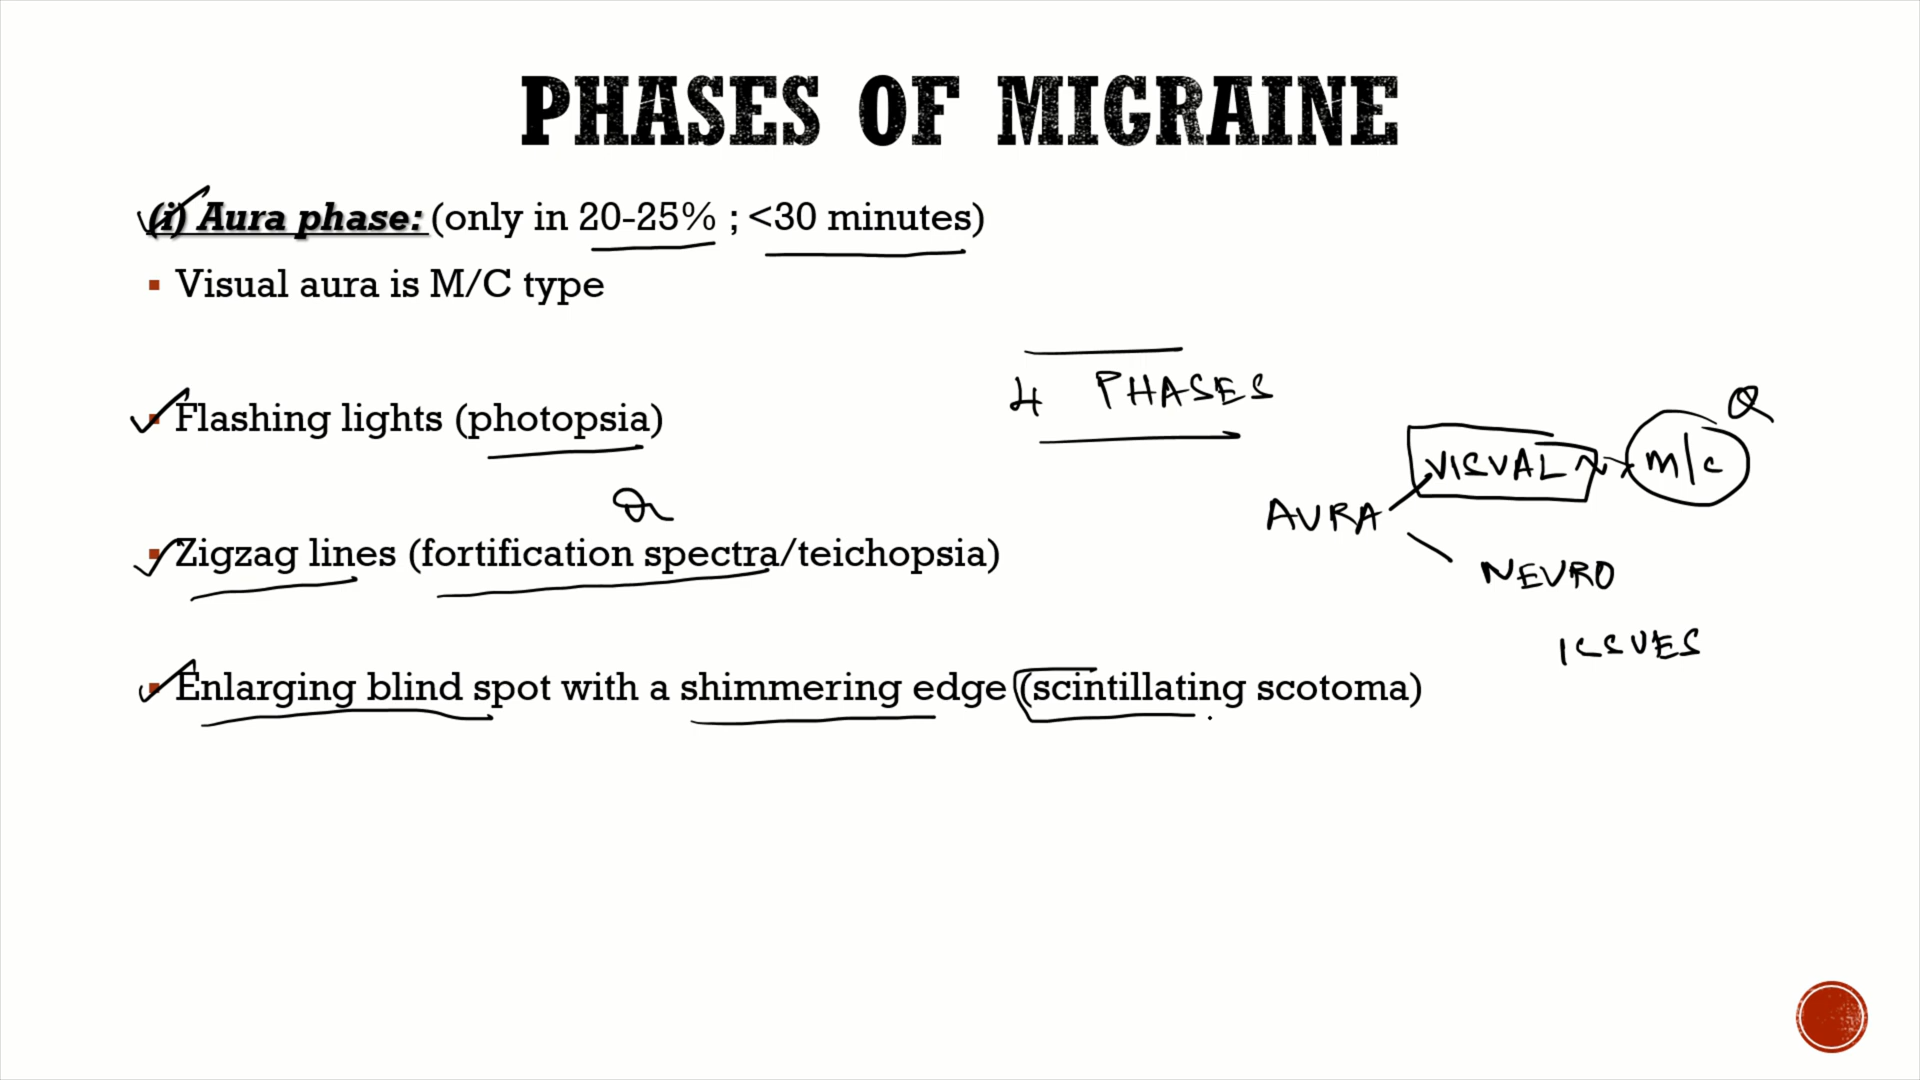 PHASES OF MIGRAINE
(i) Aura phase: (only in 20-25% ; <30 minutes)
▪ Visual aura is M/C type
4 PHASES
▪ Flashing lights (photopsia)
Q
VISUAL → m/c
AURA
Q
▪ Zigzag lines (fortification spectra/teichopsia)
NEURO
ISSUES
▪ Enlarging blind spot with a shimmering edge (scintillating scotoma)